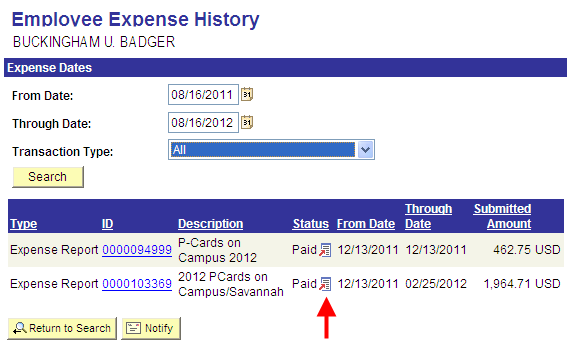 Employee Expense History
BUCKINGHAM U. BADGER
Expense Dates
From Date: 08/16/2011 31
Through Date: 08/16/2012 31
Transaction Type: All
Search
Type ID Description Status From Date Through Date Submitted Amount
Expense Report 0000094999 P-Cards on Campus 2012 Paid 12/13/2011 12/13/2011 462.75 USD
Expense Report 0000103369 2012 PCards on Campus/Savannah Paid 12/13/2011 02/25/2012 1,964.71 USD
Return to Search Notify